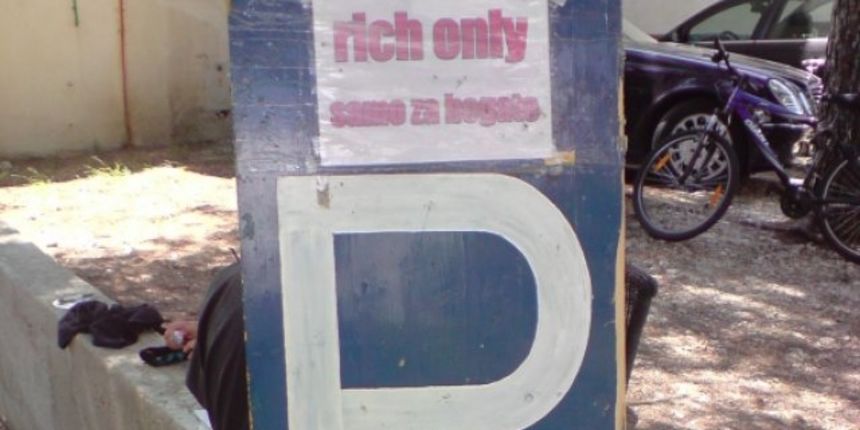 rich only
samo za bogate
P